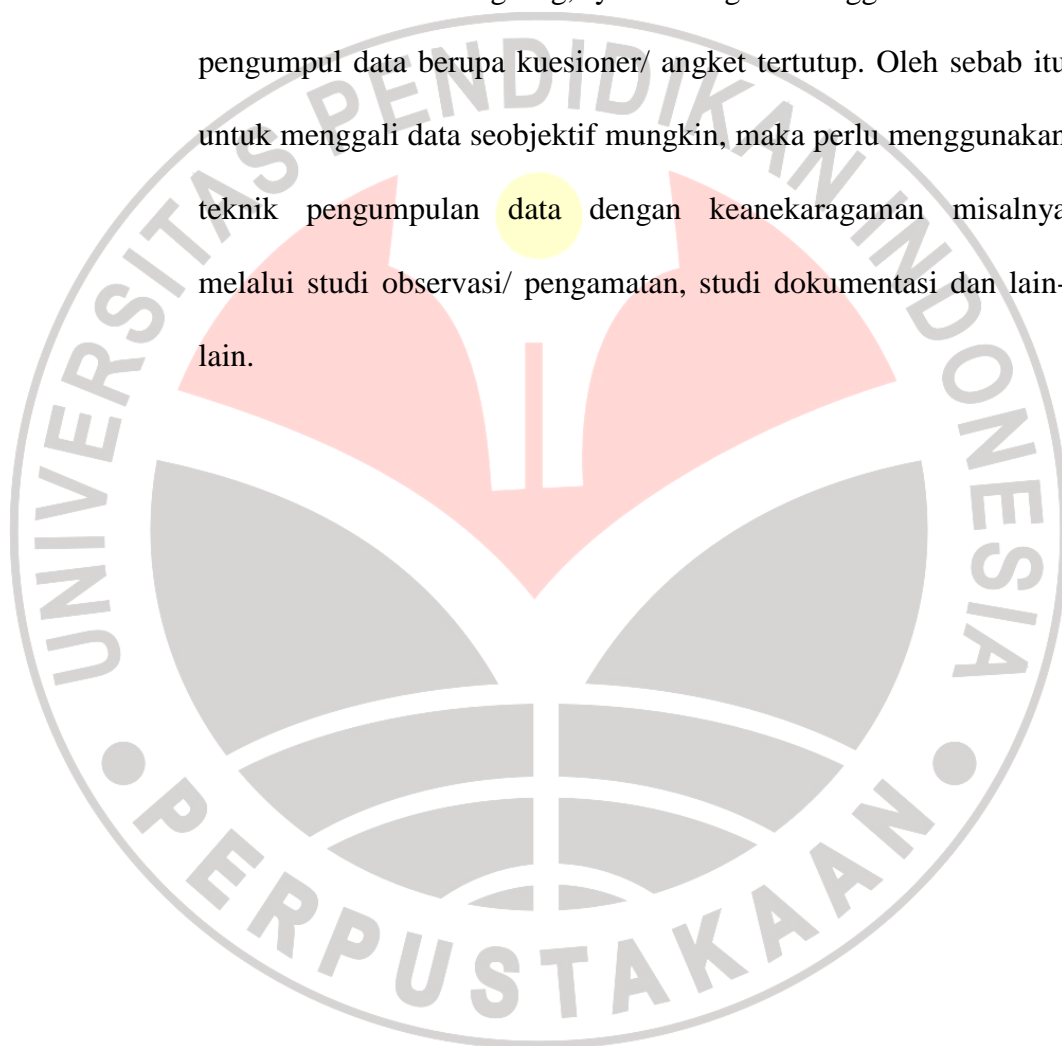 pengumpul data berupa kuesioner/ angket tertutup. Oleh sebab itu
untuk menggali data seobjektif mungkin, maka perlu menggunakan
teknik pengumpulan data dengan keanekaragaman misalnya
melalui studi observasi/ pengamatan, studi dokumentasi dan lain-
lain.
UNIVERSITAS PENDIDIKAN INDONESIA
PERPUSTAKAAN